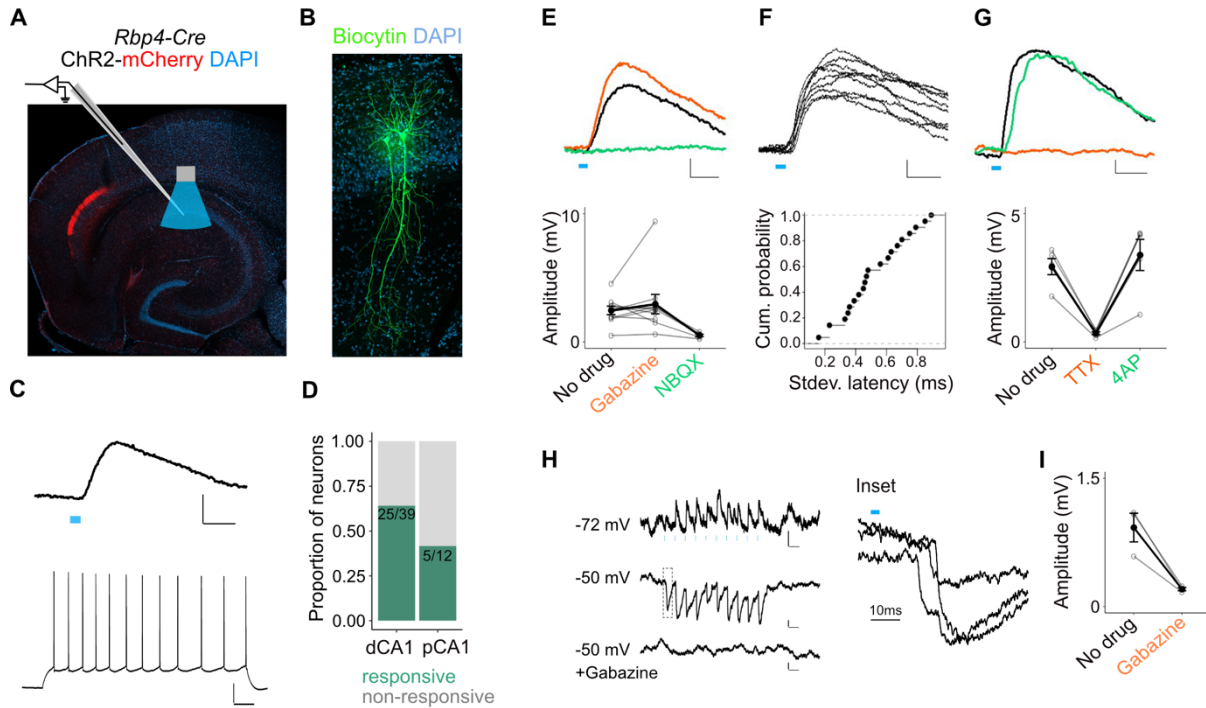 A
Rbp4-Cre
ChR2-mCherry DAPI
B
Biocytin DAPI
C
D
Proportion of neurons
1.00
0.75
0.50
0.25
0.00
25/39
5/12
dCA1 pCA1
responsive
non-responsive
E
Amplitude (mV)
10
0
No drug
Gabazine
NBQX
F
Cum. probability
1.0
0.8
0.6
0.4
0.2
0.0
0.2 0.4 0.6 0.8
Stdev. latency (ms)
G
Amplitude (mV)
5
0
No drug
TTX
4AP
H
-72 mV
-50 mV
-50 mV
+Gabazine
Inset
10ms
I
Amplitude (mV)
1.5
0
No drug
Gabazine